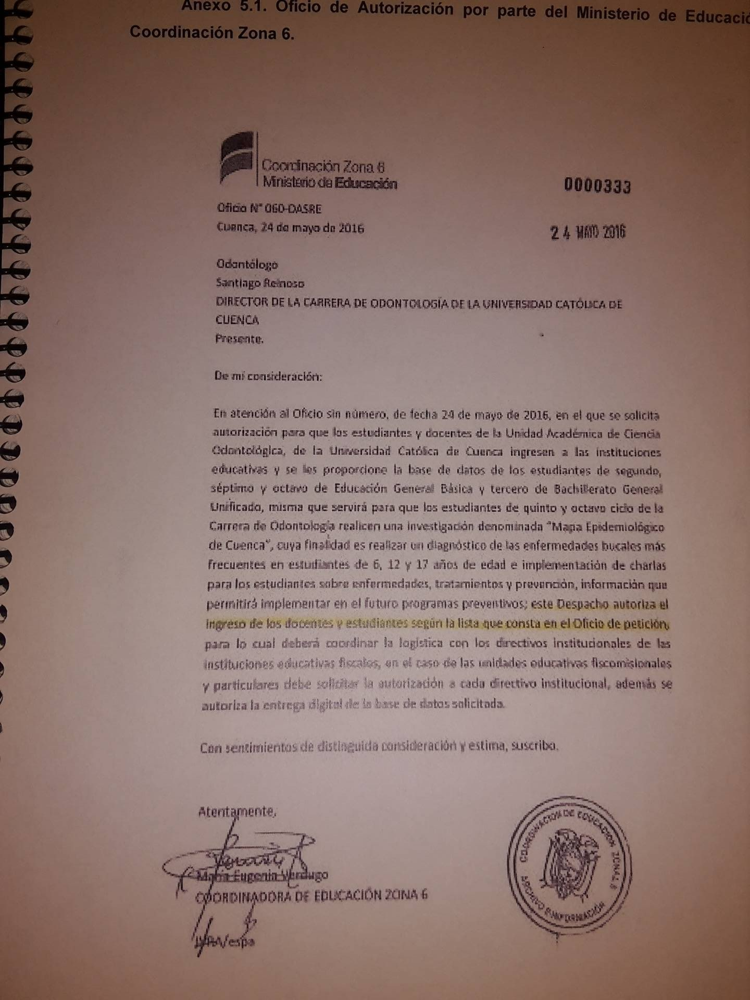 Anexo 5.1. Oficio de Autorización por parte del Ministerio de Educació
Coordinación Zona 6.
Coordinación Zona 6
Ministerio de Educación
0000333
Oficio N° 060-DASRE
Cuenca, 24 de mayo de 2016
24 MAYO 2016
Odontólogo
Santiago Reinoso
DIRECTOR DE LA CARRERA DE ODONTOLOGÍA DE LA UNIVERSIDAD CATÓLICA DE
CUENCA
Presente.
De mi consideración:
En atención al Oficio sin número, de fecha 24 de mayo de 2016, en el que se solicita
autorización para que los estudiantes y docentes de la Unidad Académica de Ciencia
Odontológica, de la Universidad Católica de Cuenca ingresen a las instituciones
educativas y se les proporcione la base de datos de los estudiantes de segundo,
séptimo y octavo de Educación General Básica y tercero de Bachillerato General
Unificado, misma que servirá para que los estudiantes de quinto y octavo ciclo de la
Carrera de Odontología realicen una investigación denominada "Mapa Epidemiológico
de Cuenca", cuya finalidad es realizar un diagnóstico de las enfermedades bucales más
frecuentes en estudiantes de 6, 12 y 17 años de edad e implementación de charlas
para los estudiantes sobre enfermedades, tratamientos y prevención, información que
permitirá implementar en el futuro programas preventivos; este Despacho autoriza el
ingreso de los docentes y estudiantes según la lista que consta en el Oficio de petición,
para lo cual deberá coordinar la logística con los directivos institucionales de las
instituciones educativas fiscales, en el caso de las unidades educativas fiscomisionales
y particulares debe solicitar la autorización a cada directivo institucional, además se
autoriza la entrega digital de la base de datos solicitada.
Con sentimientos de distinguida consideración y estima, suscribo.
Atentamente,
María Eugenia Verdugo
COORDINADORA DE EDUCACIÓN ZONA 6
/espa
COORDINACION DE EDUCACION ZONAL 6
ARCHIVO E INFORMACIÓN